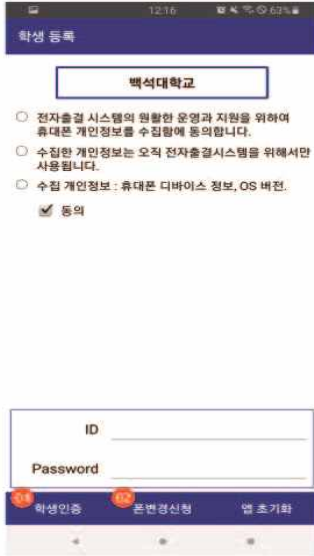 12:16
63%
학생 등록
백석대학교
전자출결 시스템의 원활한 운영과 지원을 위하여
휴대폰 개인정보를 수집함에 동의합니다.
수집한 개인정보는 오직 전자출결시스템을 위해서만
사용됩니다.
수집 개인정보 : 휴대폰 디바이스 정보, OS 버전.
동의
ID
Password
01 학생인증
02 폰변경신청
앱 초기화